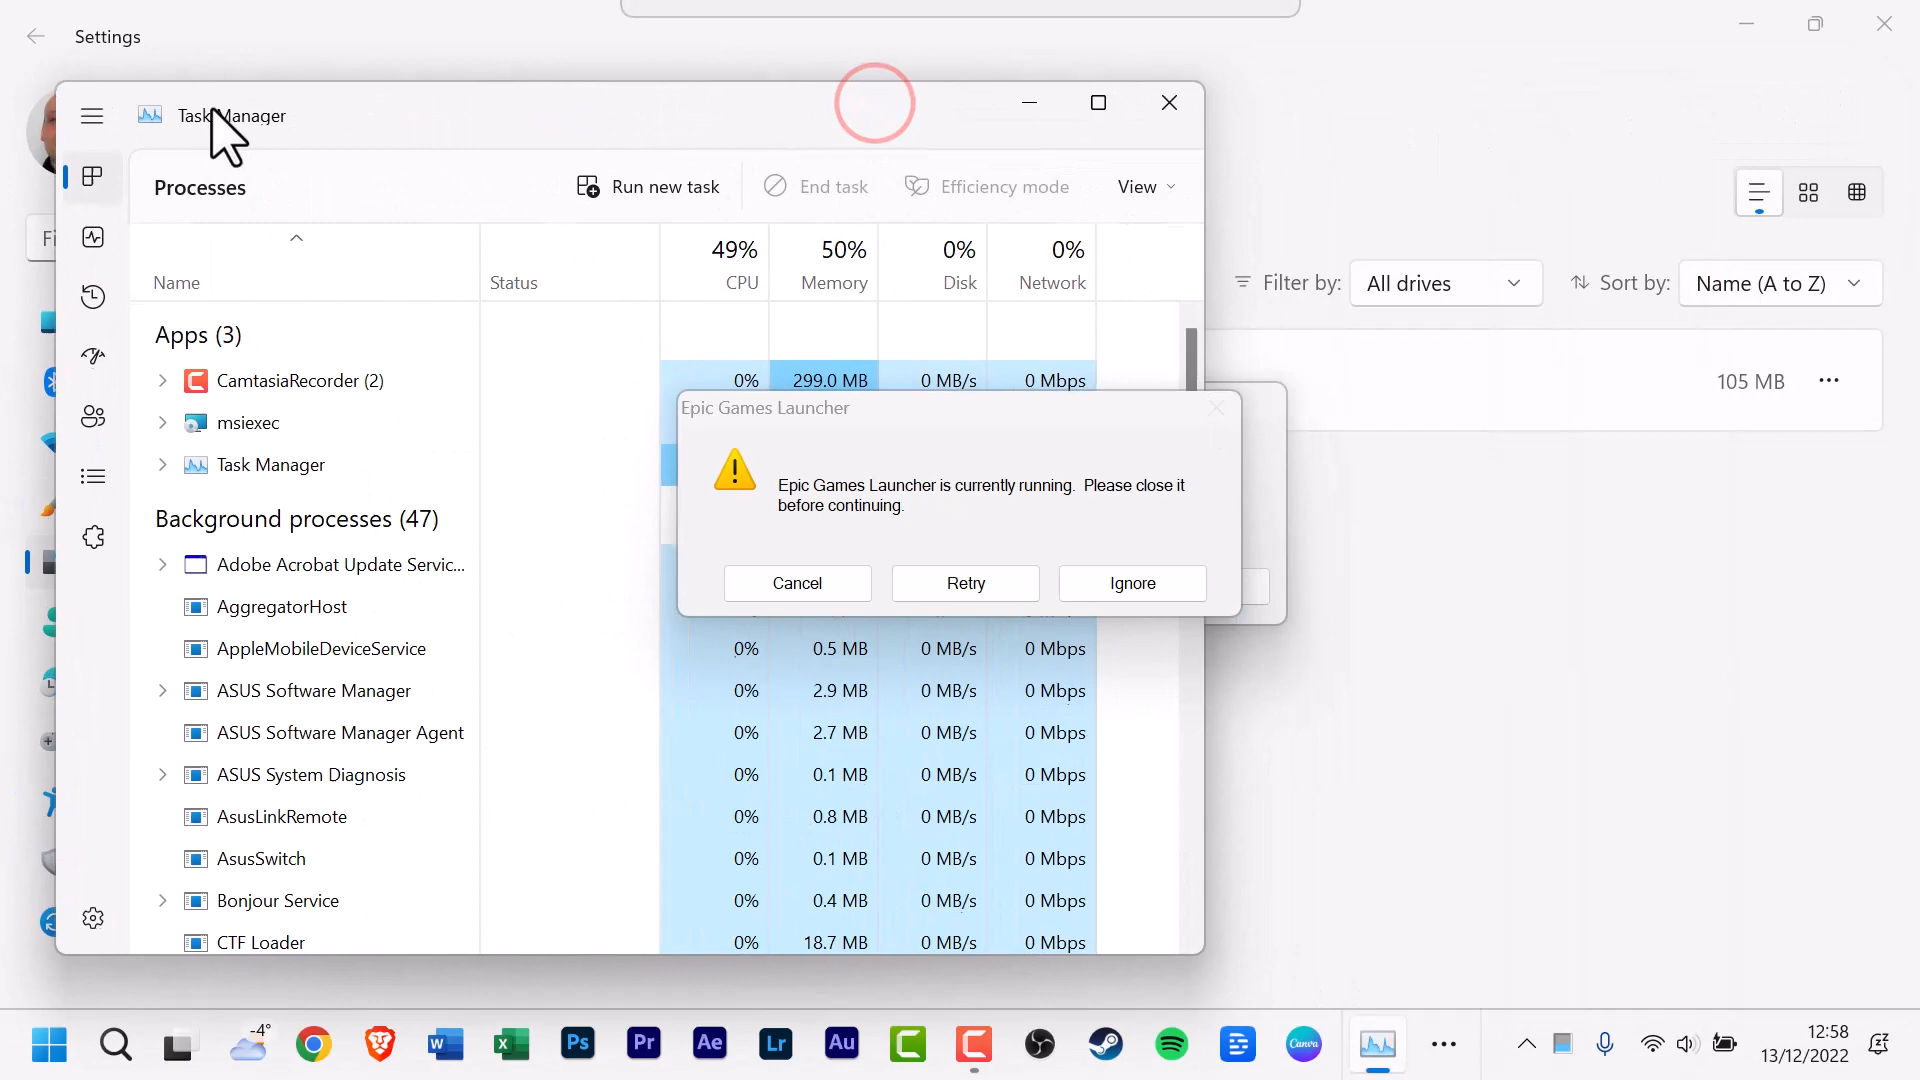 Settings
Task Manager
Processes
Run new task
End task
Efficiency mode
View
Fi
Name
Status
49%
CPU
50%
Memory
0%
Disk
0%
Network
Filter by:
All drives
Sort by:
Name (A to Z)
Apps (3)
CamtasiaRecorder (2)
0%
299.0 MB
0 MB/s
0 Mbps
105 MB
msiexec
Task Manager
Epic Games Launcher
Epic Games Launcher is currently running. Please close it
before continuing.
Cancel
Retry
Ignore
Background processes (47)
Adobe Acrobat Update Servic...
AggregatorHost
AppleMobileDeviceService
0%
0.5 MB
0 MB/s
0 Mbps
ASUS Software Manager
0%
2.9 MB
0 MB/s
0 Mbps
ASUS Software Manager Agent
0%
2.7 MB
0 MB/s
0 Mbps
ASUS System Diagnosis
0%
0.1 MB
0 MB/s
0 Mbps
AsusLinkRemote
0%
0.8 MB
0 MB/s
0 Mbps
AsusSwitch
0%
0.1 MB
0 MB/s
0 Mbps
Bonjour Service
0%
0.4 MB
0 MB/s
0 Mbps
CTF Loader
0%
18.7 MB
0 MB/s
0 Mbps
-4°
Ps
Pr
Ae
Lr
Au
Canva
12:58
13/12/2022